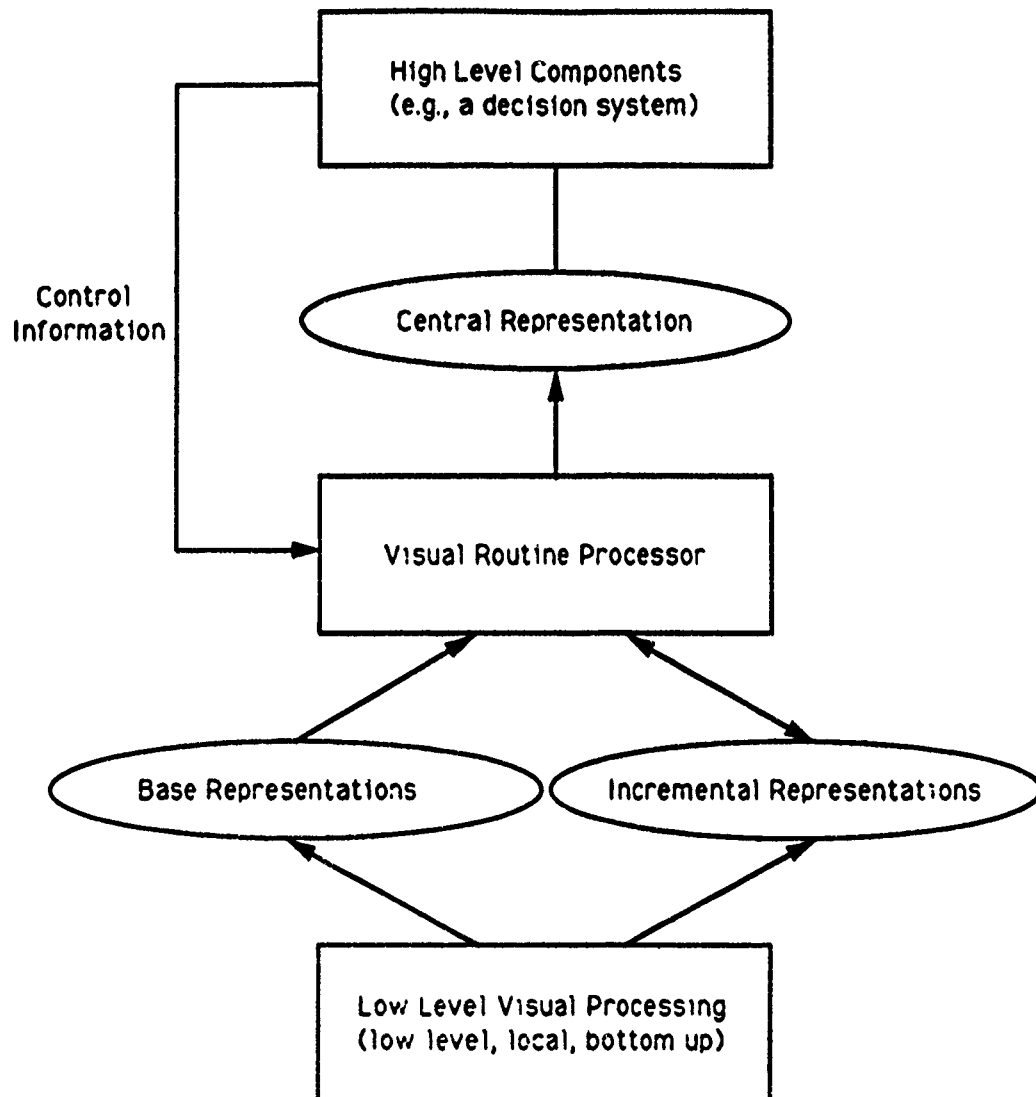 High Level Components
(e.g., a decision system)
Control
Information
Central Representation
Visual Routine Processor
Base Representations
Incremental Representations
Low Level Visual Processing
(low level, local, bottom up)